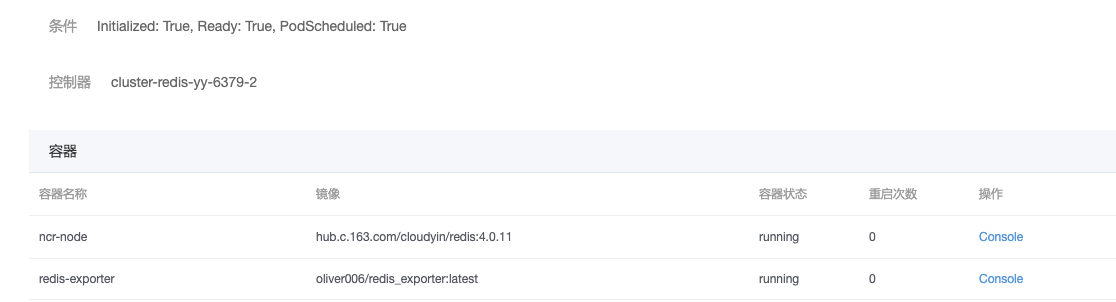 条件 Initialized: True, Ready: True, PodScheduled: True
控制器 cluster-redis-yy-6379-2
容器
容器名称 镜像 容器状态 重启次数 操作
ncr-node hub.c.163.com/cloudyin/redis:4.0.11 running 0 Console
redis-exporter oliver006/redis_exporter:latest running 0 Console